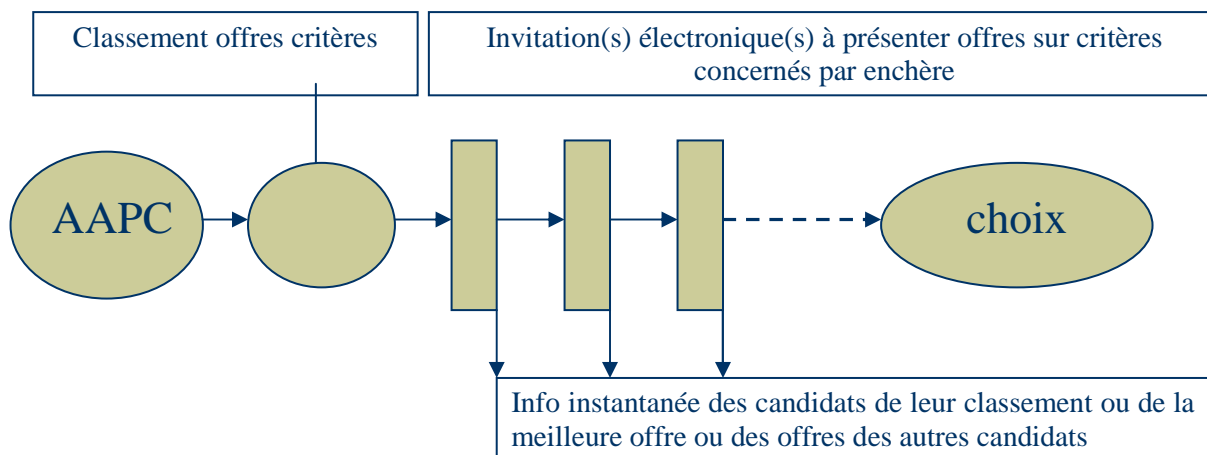 Classement offres critères
Invitation(s) électronique(s) à présenter offres sur critères
concernés par enchère
AAPC
choix
Info instantanée des candidats de leur classement ou de la
meilleure offre ou des offres des autres candidats